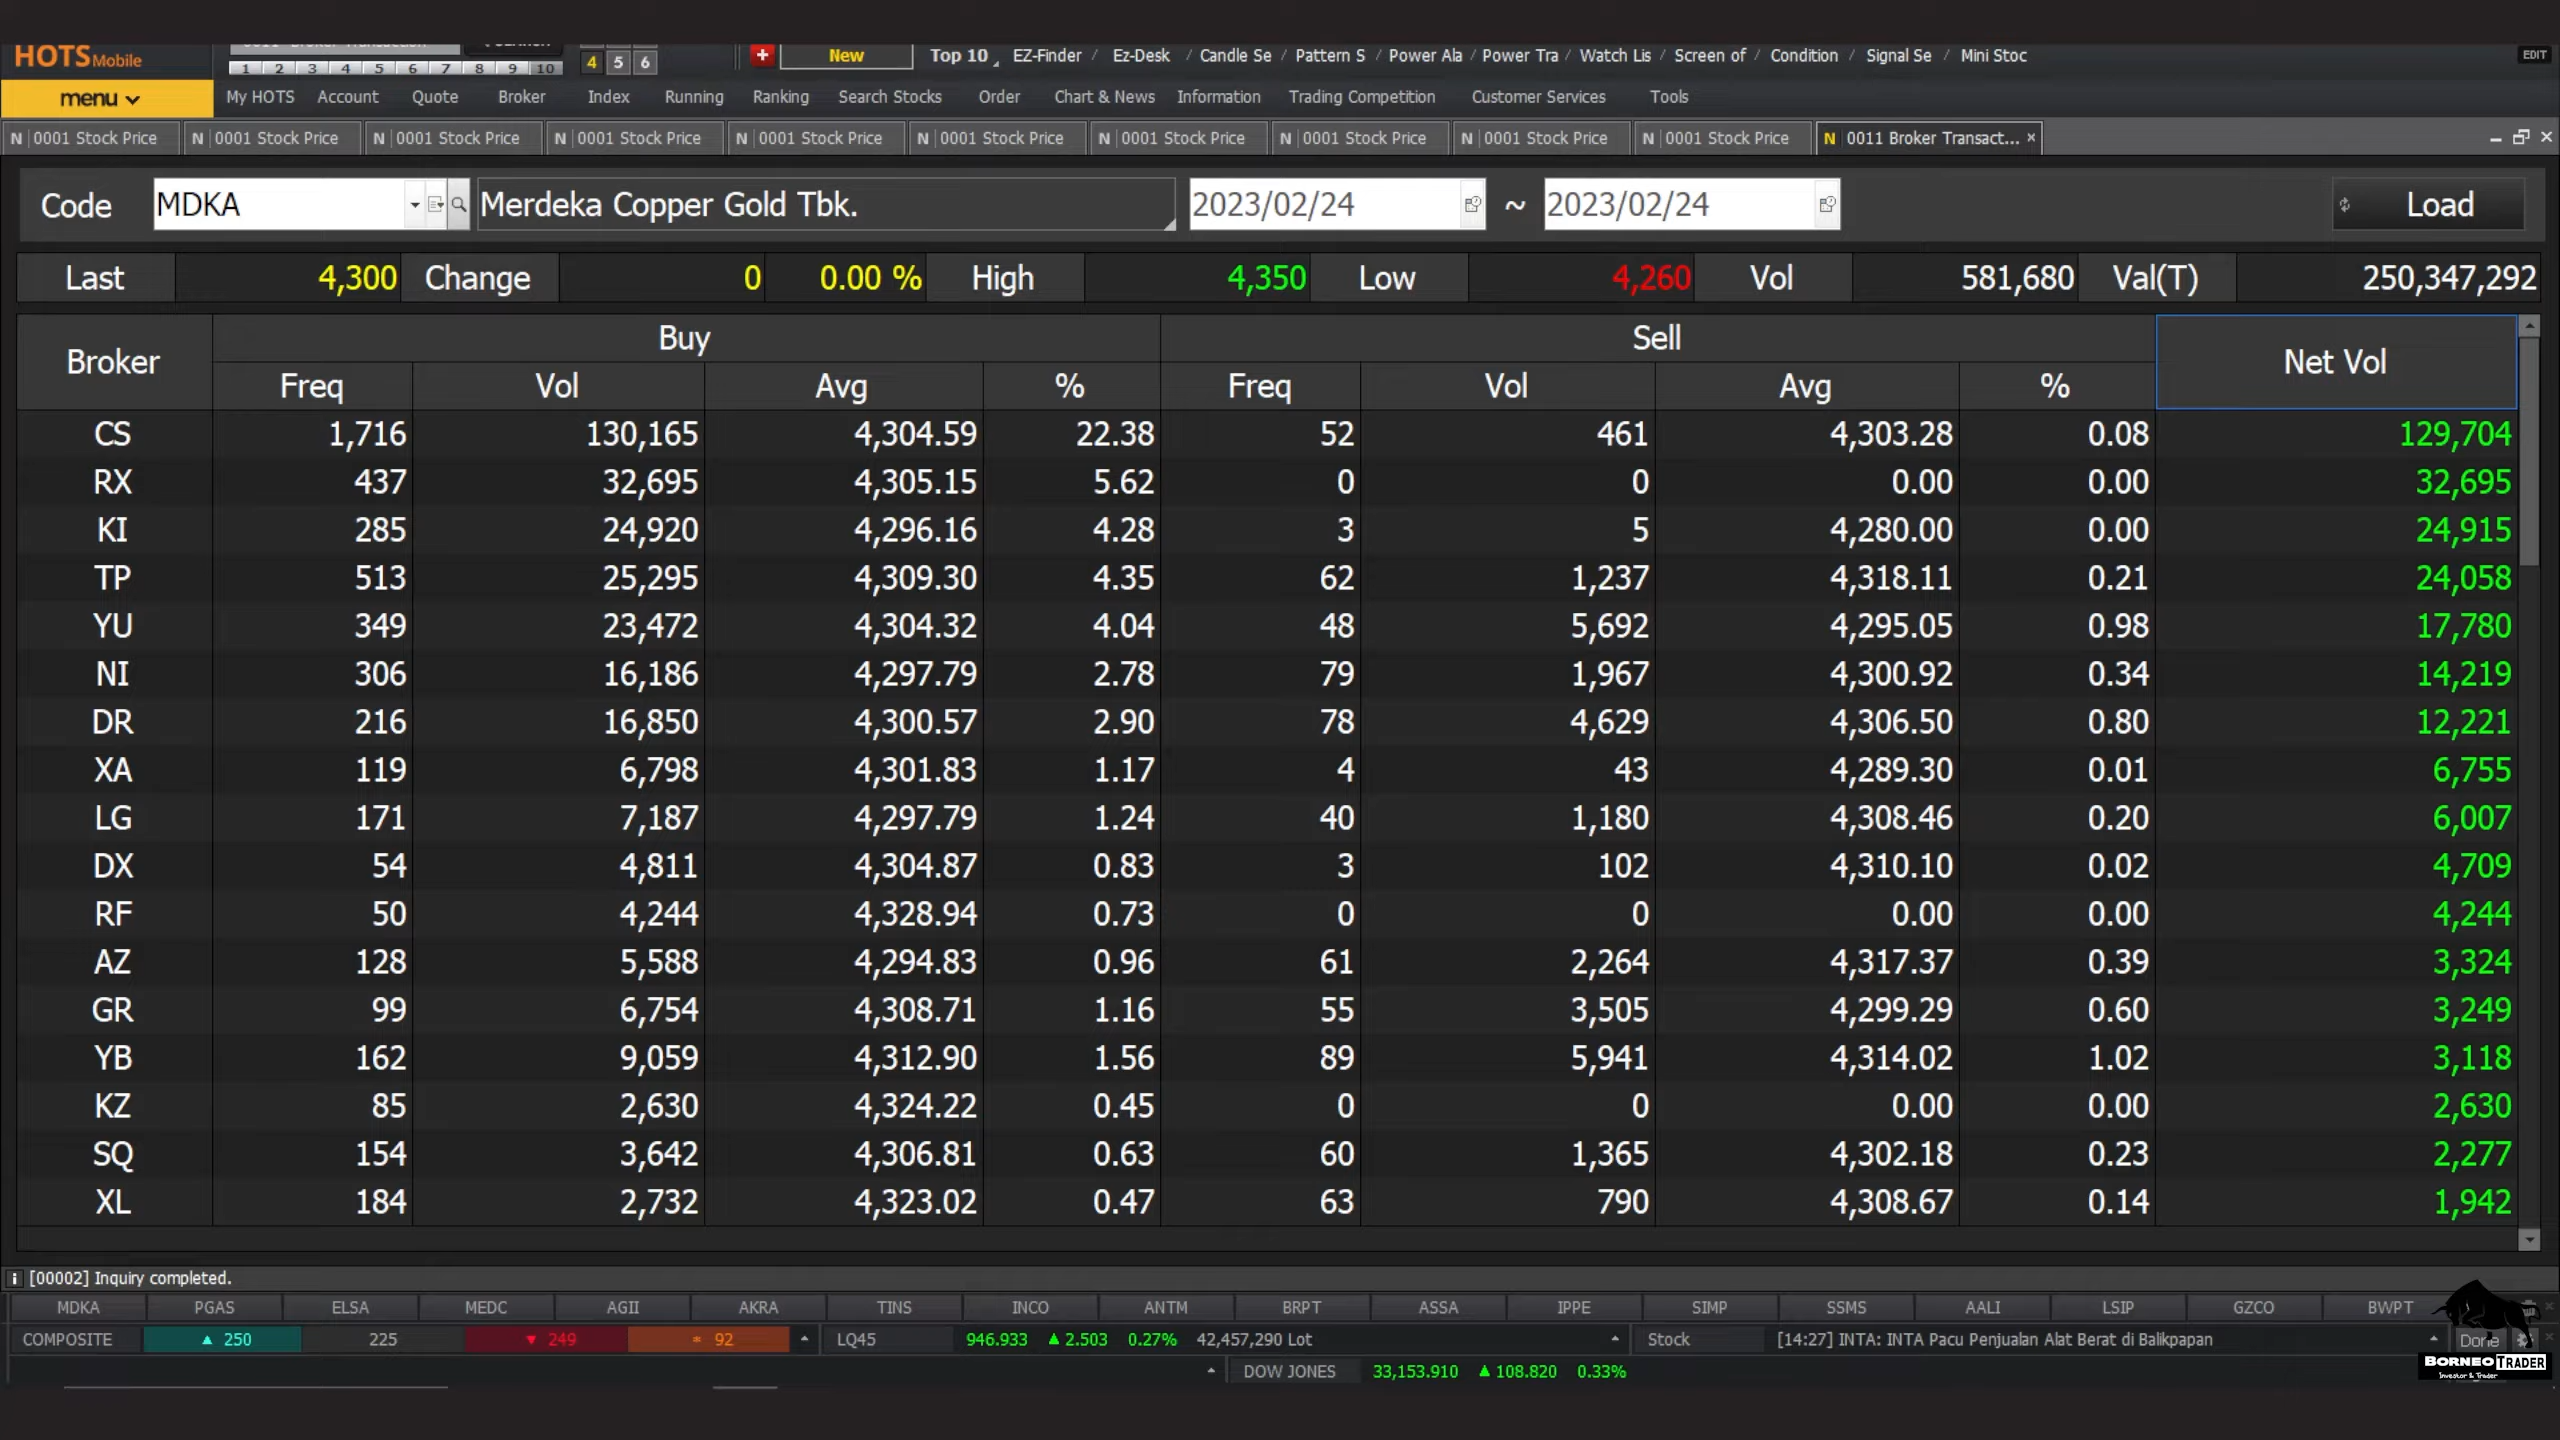 HOTS Mobile
1 2 3 4 5 6 7 8 9 10 4 5 6 New Top 10 EZ-Finder / Ez-Desk / Candle Se / Pattern S / Power Ala / Power Tra / Watch Lis / Screen of / Condition / Signal Se / Mini Stoc EDIT
menu My HOTS Account Quote Broker Index Running Ranking Search Stocks Order Chart & News Information Trading Competition Customer Services Tools
N 0001 Stock Price N 0001 Stock Price N 0001 Stock Price N 0001 Stock Price N 0001 Stock Price N 0001 Stock Price N 0001 Stock Price N 0001 Stock Price N 0001 Stock Price N 0001 Stock Price N 0011 Broker Transact... ×
Code MDKA Merdeka Copper Gold Tbk. 2023/02/24 ~ 2023/02/24 Load
Last 4,300 Change 0 0.00 % High 4,350 Low 4,260 Vol 581,680 Val(T) 250,347,292
Broker Buy Sell Net Vol
Freq Vol Avg % Freq Vol Avg %
CS 1,716 130,165 4,304.59 22.38 52 461 4,303.28 0.08 129,704
RX 437 32,695 4,305.15 5.62 0 0 0.00 0.00 32,695
KI 285 24,920 4,296.16 4.28 3 5 4,280.00 0.00 24,915
TP 513 25,295 4,309.30 4.35 62 1,237 4,318.11 0.21 24,058
YU 349 23,472 4,304.32 4.04 48 5,692 4,295.05 0.98 17,780
NI 306 16,186 4,297.79 2.78 79 1,967 4,300.92 0.34 14,219
DR 216 16,850 4,300.57 2.90 78 4,629 4,306.50 0.80 12,221
XA 119 6,798 4,301.83 1.17 4 43 4,289.30 0.01 6,755
LG 171 7,187 4,297.79 1.24 40 1,180 4,308.46 0.20 6,007
DX 54 4,811 4,304.87 0.83 3 102 4,310.10 0.02 4,709
RF 50 4,244 4,328.94 0.73 0 0 0.00 0.00 4,244
AZ 128 5,588 4,294.83 0.96 61 2,264 4,317.37 0.39 3,324
GR 99 6,754 4,308.71 1.16 55 3,505 4,299.29 0.60 3,249
YB 162 9,059 4,312.90 1.56 89 5,941 4,314.02 1.02 3,118
KZ 85 2,630 4,324.22 0.45 0 0 0.00 0.00 2,630
SQ 154 3,642 4,306.81 0.63 60 1,365 4,302.18 0.23 2,277
XL 184 2,732 4,323.02 0.47 63 790 4,308.67 0.14 1,942
[00002] Inquiry completed.
MDKA PGAS ELSA MEDC AGII AKRA TINS INCO ANTM BRPT ASSA IPPE SIMP SSMS AALI LSIP GZCO BWPT
COMPOSITE ▲ 250 225 ▼ 249 = 92 LQ45 946.933 ▲ 2.503 0.27% 42,457,290 Lot Stock [14:27] INTA: INTA Pacu Penjualan Alat Berat di Balikpapan Done
DOW JONES 33,153.910 ▲ 108.820 0.33%
BORNEO TRADER
Investor & Trader